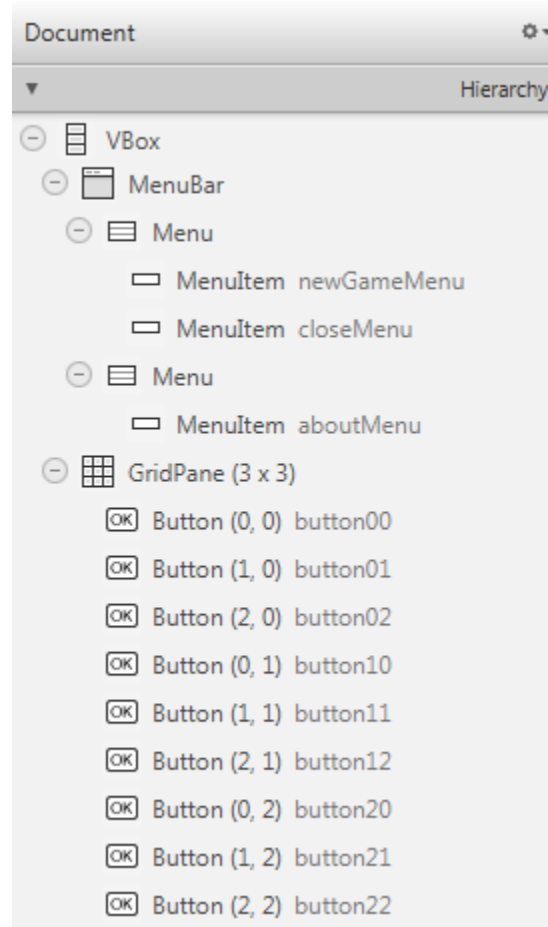 Document
Hierarchy
VBox
MenuBar
Menu
MenuItem newGameMenu
MenuItem closeMenu
Menu
MenuItem aboutMenu
GridPane (3 x 3)
OK Button (0, 0) button00
OK Button (1, 0) button01
OK Button (2, 0) button02
OK Button (0, 1) button10
OK Button (1, 1) button11
OK Button (2, 1) button12
OK Button (0, 2) button20
OK Button (1, 2) button21
OK Button (2, 2) button22